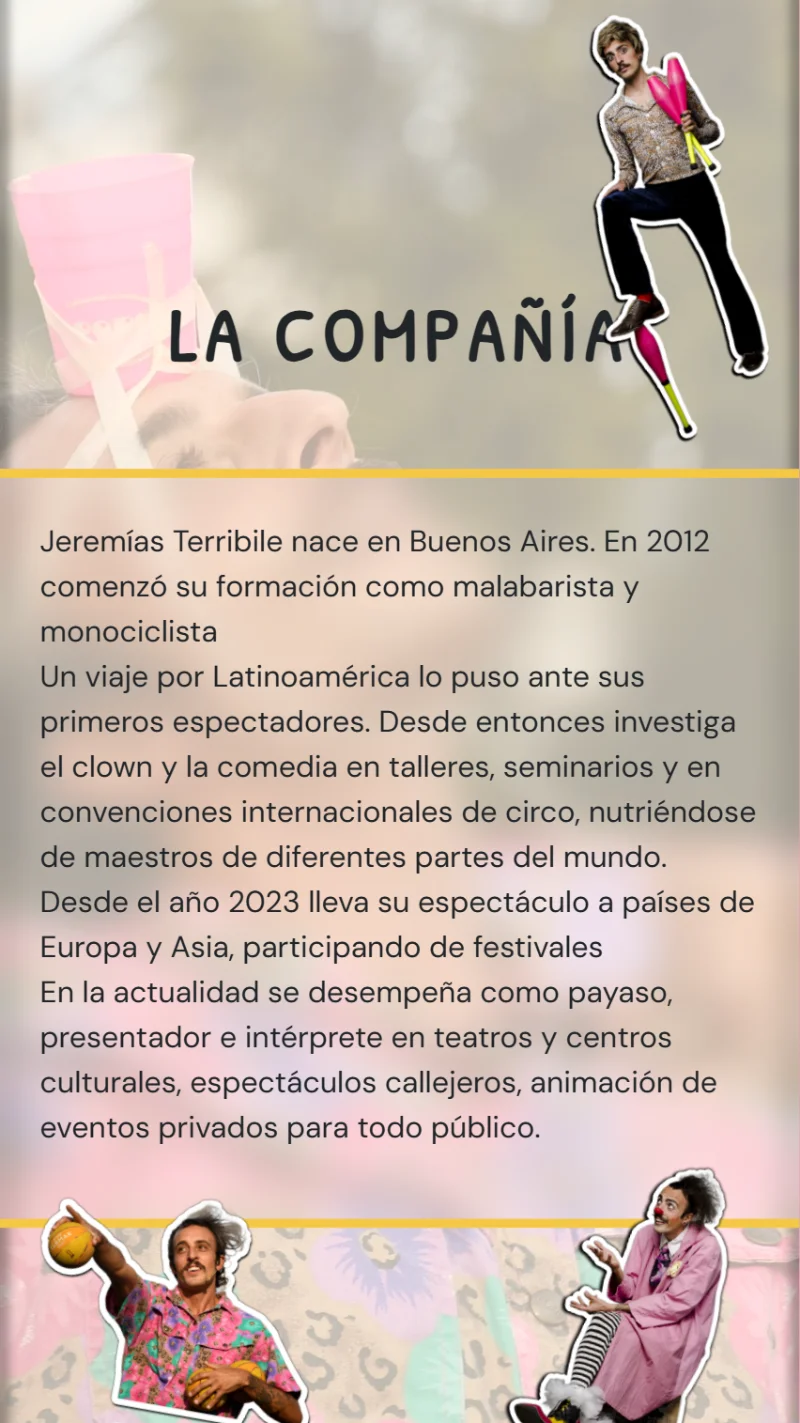 LA COMPAÑÍA
Jeremías Terribile nace en Buenos Aires. En 2012
comenzó su formación como malabarista y
monociclista
Un viaje por Latinoamérica lo puso ante sus
primeros espectadores. Desde entonces investiga
el clown y la comedia en talleres, seminarios y en
convenciones internacionales de circo, nutriéndose
de maestros de diferentes partes del mundo.
Desde el año 2023 lleva su espectáculo a países de
Europa y Asia, participando de festivales
En la actualidad se desempeña como payaso,
presentador e intérprete en teatros y centros
culturales, espectáculos callejeros, animación de
eventos privados para todo público.